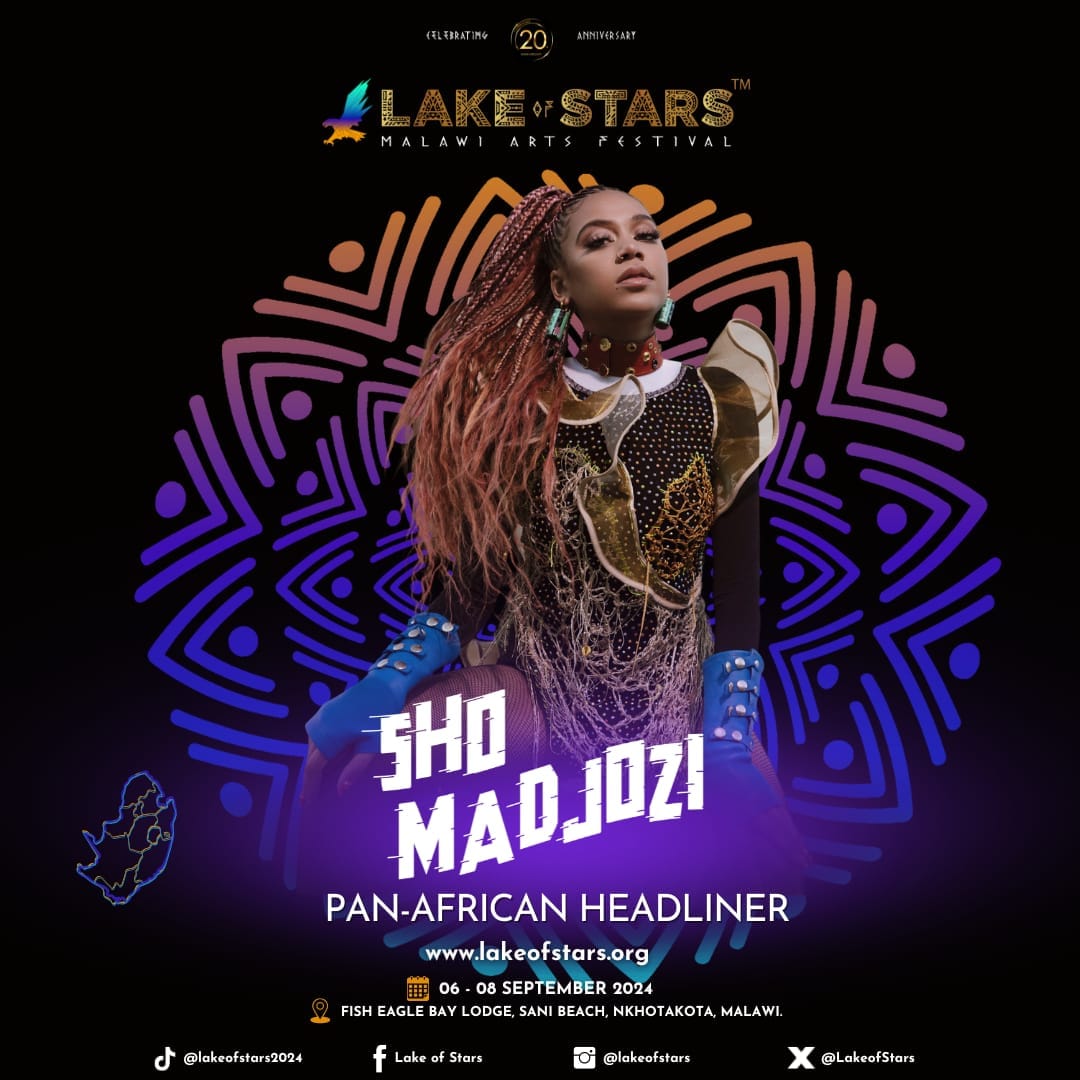 CELEBRATING 20 ANNIVERSARY
LAKE OF STARS™
MALAWI ARTS FESTIVAL
SHO
MADJOZI
PAN-AFRICAN HEADLINER
www.lakeofstars.org
06 - 08 SEPTEMBER 2024
FISH EAGLE BAY LODGE, SANI BEACH, NKHOTAKOTA, MALAWI.
@lakeofstars2024 Lake of Stars @lakeofstars @LakeofStars